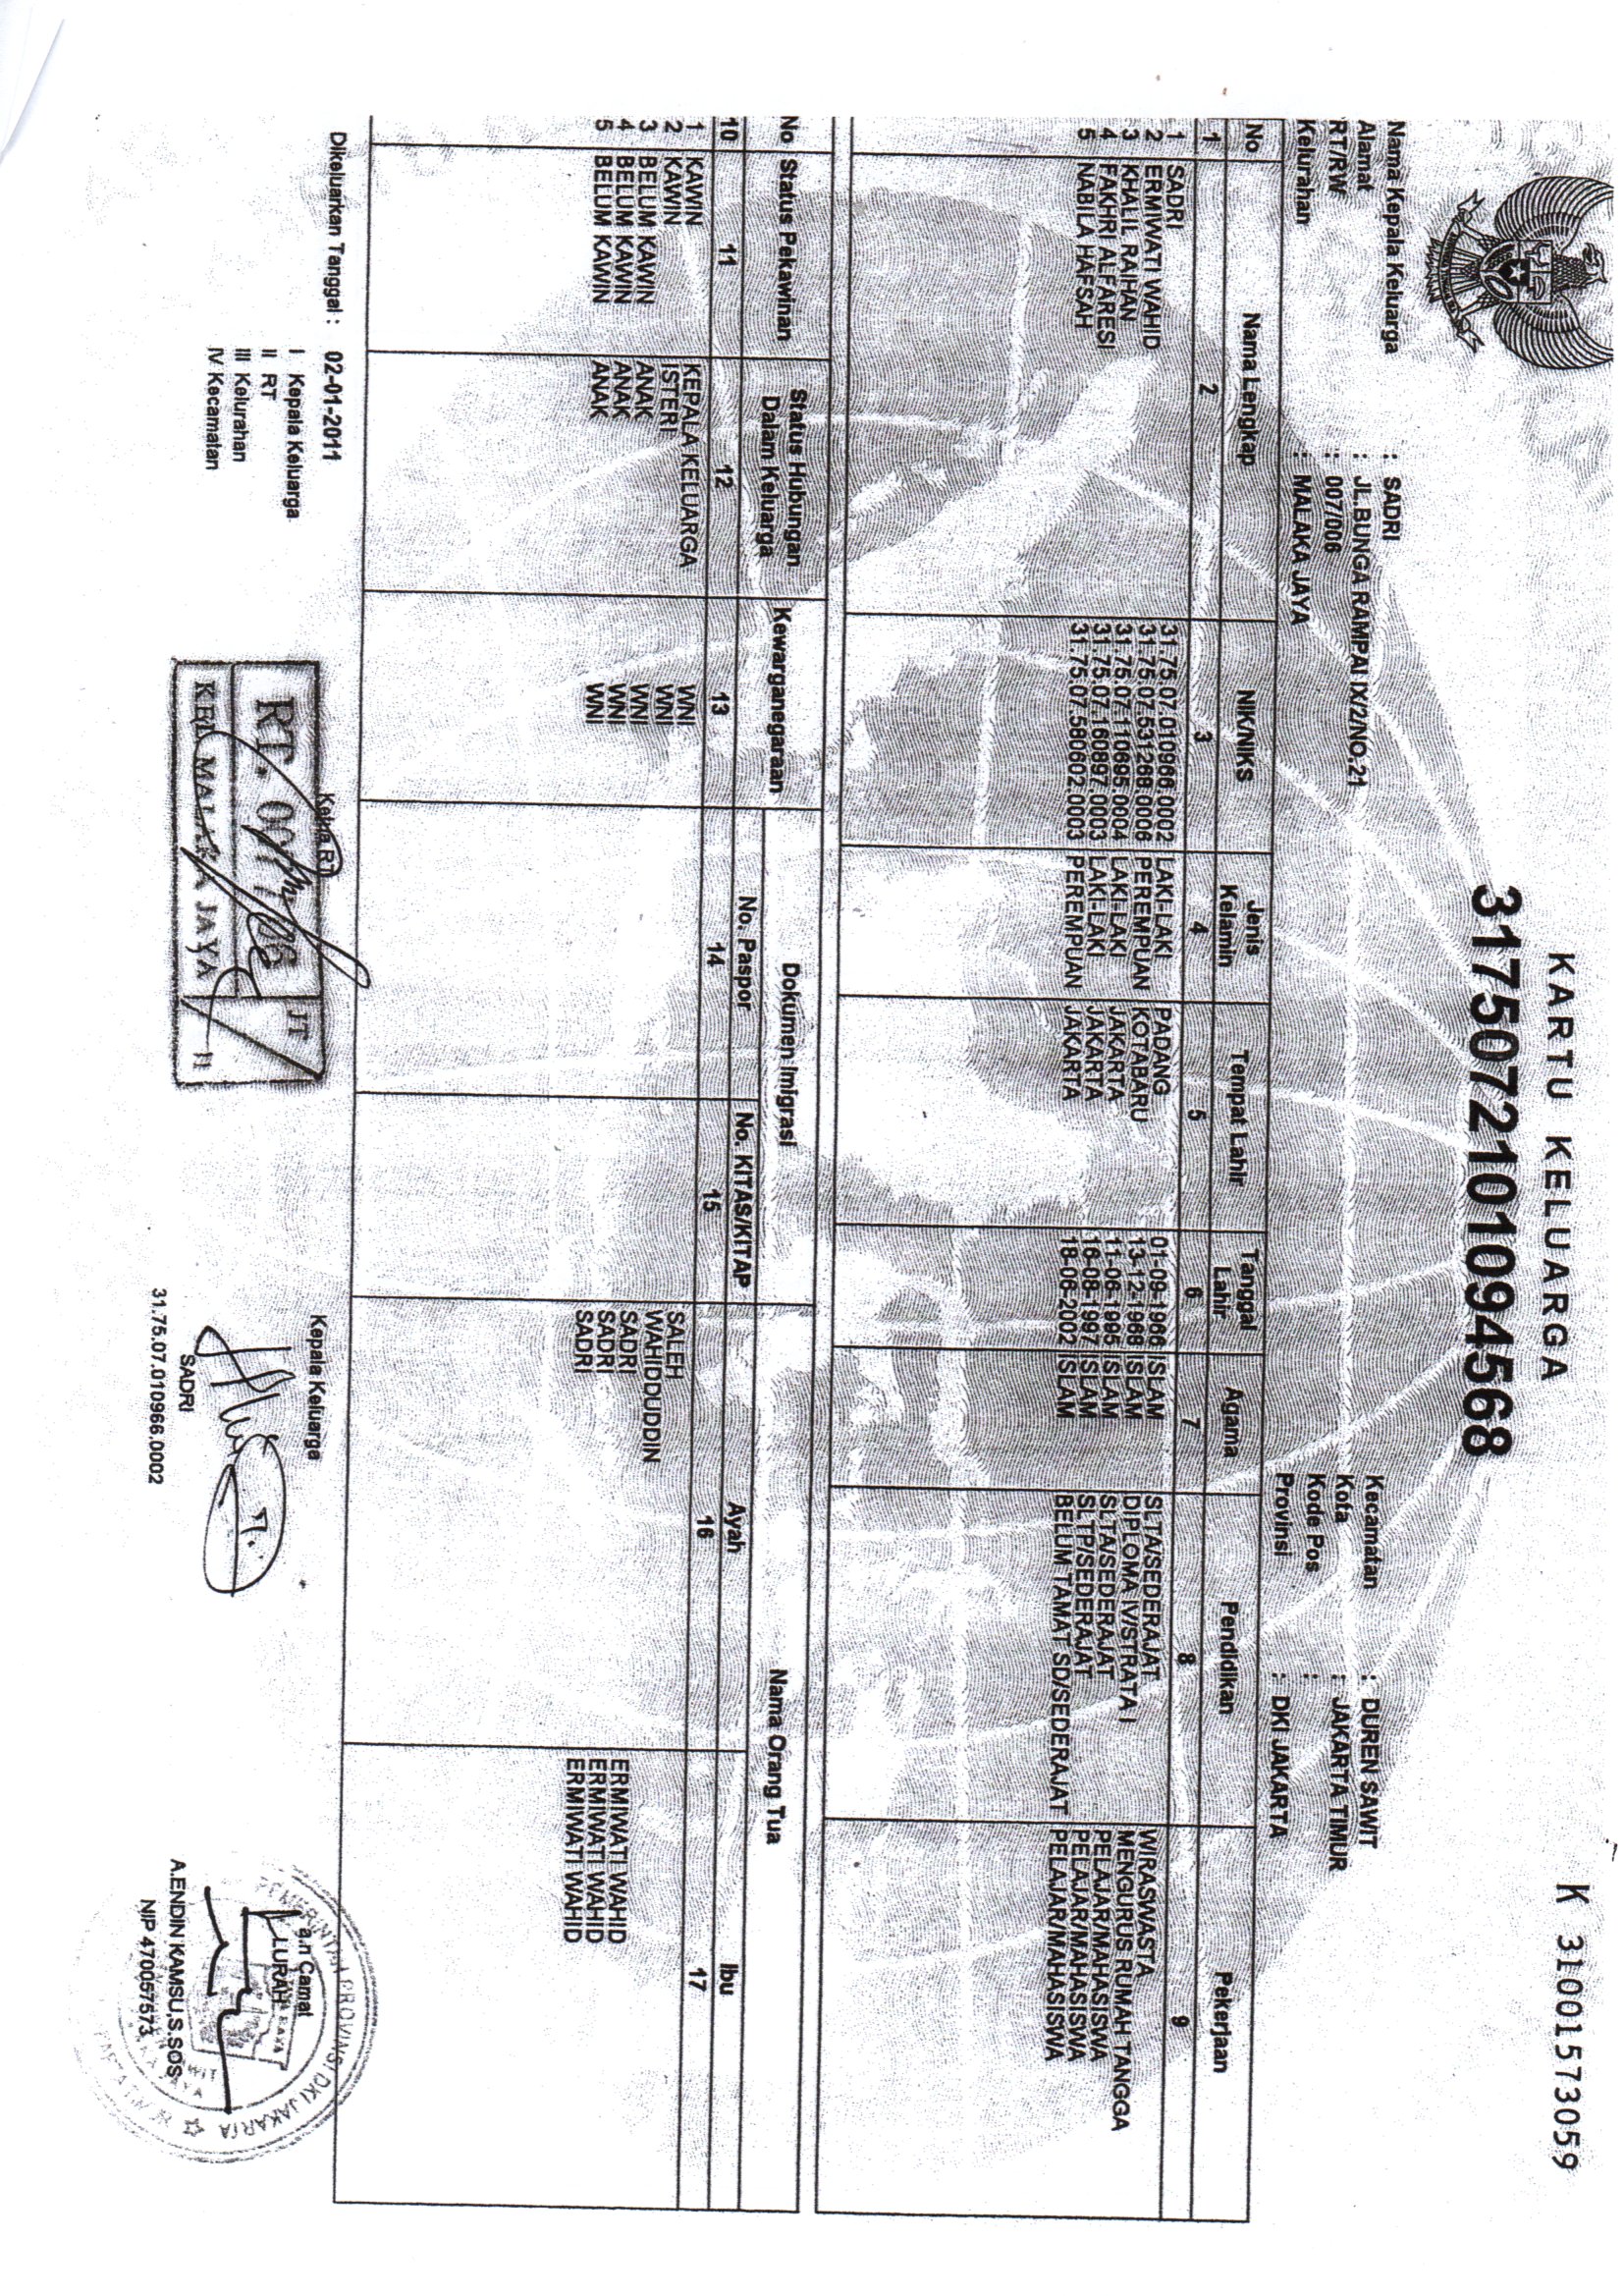 K 31001573059
KARTU KELUARGA
3175072101094568
Nama Kepala Keluarga : SADRI
Alamat : JL.BUNGA RAMPAI IX/2/NO.21
RT/RW : 007/006
Kelurahan : MALAKA JAYA
Kecamatan : DUREN SAWIT
Kota : JAKARTA TIMUR
Kode Pos :
Provinsi : DKI JAKARTA
No Nama Lengkap NIK/NIKS Jenis Kelamin Tempat Lahir Tanggal Lahir Agama Pendidikan Pekerjaan
1 2 3 4 5 6 7 8 9
1 SADRI 31.75.07.010966.0002 LAKI-LAKI PADANG 01-09-1966 ISLAM SLTA/SEDERAJAT WIRASWASTA
2 ERMIWATI WAHID 31.75.07.531268.0006 PEREMPUAN KOTABARU 13-12-1968 ISLAM DIPLOMA IV/STRATA I MENGURUS RUMAH TANGGA
3 KHALIL RAIHAN 31.75.07.110695.0004 LAKI-LAKI JAKARTA 11-06-1995 ISLAM SLTA/SEDERAJAT PELAJAR/MAHASISWA
4 FAKHRI ALFARESI 31.75.07.160897.0003 LAKI-LAKI JAKARTA 16-08-1997 ISLAM SLTP/SEDERAJAT PELAJAR/MAHASISWA
5 NABILA HAFSAH 31.75.07.580602.0003 PEREMPUAN JAKARTA 18-06-2002 ISLAM BELUM TAMAT SD/SEDERAJAT PELAJAR/MAHASISWA
No Status Pekawinan Status Hubungan Dalam Keluarga Kewarganegaraan Dokumen Imigrasi Nama Orang Tua
No. Paspor No. KITAS/KITAP Ayah Ibu
10 11 12 13 14 15 16 17
1 KAWIN KEPALA KELUARGA WNI SALEH
2 KAWIN ISTERI WNI WAHIDDUDDIN
3 BELUM KAWIN ANAK WNI SADRI ERMIWATI WAHID
4 BELUM KAWIN ANAK WNI SADRI ERMIWATI WAHID
5 BELUM KAWIN ANAK WNI SADRI ERMIWATI WAHID
Dikeluarkan Tanggal : 02-01-2011
I Kepala Keluarga
II RT
III Kelurahan
IV Kecamatan
Ketua RT
RT. 007/06
KEL MALAKA JAYA
JT
Kepala Keluarga
SADRI
31.75.07.010966.0002
PEMERINTAH PROVINSI DKI JAKARTA
a.n Camat
LURAH
A.ENDIN KAMSU,S.SOS
NIP 470057573